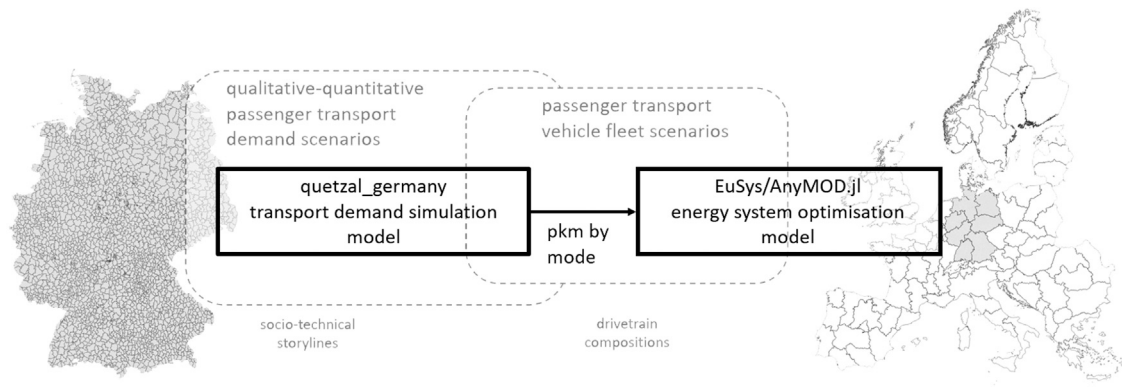 qualitative-quantitative
passenger transport
demand scenarios
passenger transport
vehicle fleet scenarios
quetzal_germany
transport demand simulation
model
pkm by
mode
EuSys/AnyMOD.jl
energy system optimisation
model
socio-technical
storylines
drivetrain
compositions